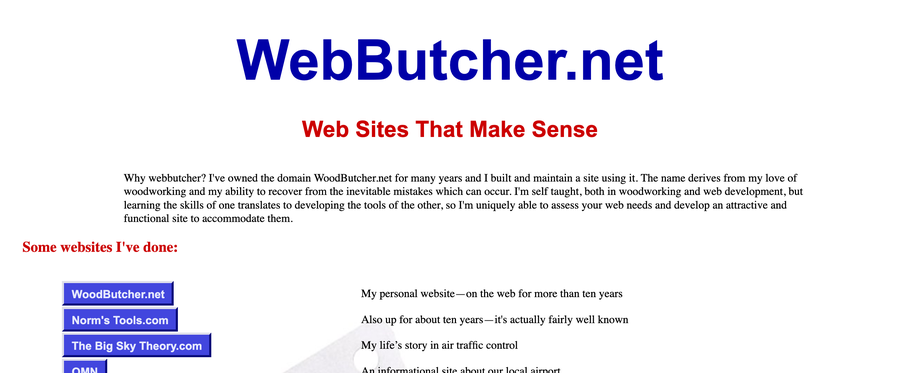 WebButcher.net
Web Sites That Make Sense
Why webbutcher? I've owned the domain WoodButcher.net for many years and I built and maintain a site using it. The name derives from my love of
woodworking and my ability to recover from the inevitable mistakes which can occur. I'm self taught, both in woodworking and web development, but
learning the skills of one translates to developing the tools of the other, so I'm uniquely able to assess your web needs and develop an attractive and
functional site to accommodate them.
Some websites I've done:
WoodButcher.net My personal website—on the web for more than ten years
Norm's Tools.com Also up for about ten years—it's actually fairly well known
The Big Sky Theory.com My life’s story in air traffic control
OMN An informational site about our local airport